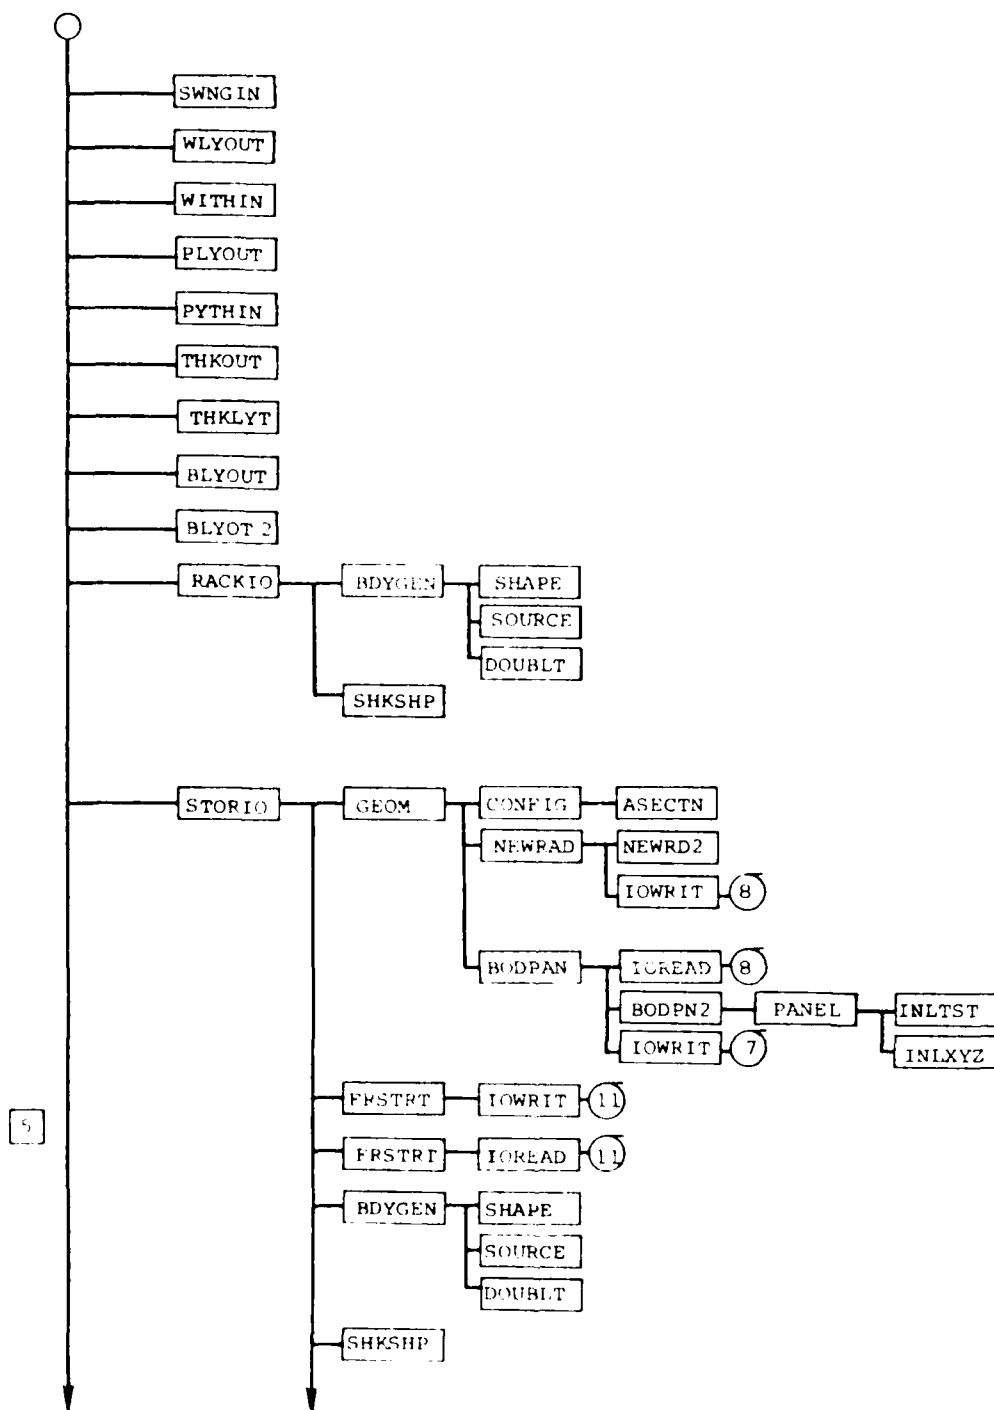 SWNGIN
WLYOUT
WITHIN
PLYOUT
PYTHIN
THKOUT
THKLYT
BLYOUT
BLYOT 2
RACKIO BDYGEN SHAPE
SOURCE
DOUBLT
SHKSHP
STORIO GEOM CONFIG ASECTN
NEWRAD NEWRD2
IOWRIT 8
BODPAN IOREAD 8
BODPN2 PANEL INLTST
IOWRIT 7 INLXYZ
FRSTRT IOWRIT 11
5
FRSTRT IOREAD 11
BDYGEN SHAPE
SOURCE
DOUBLT
SHKSHP